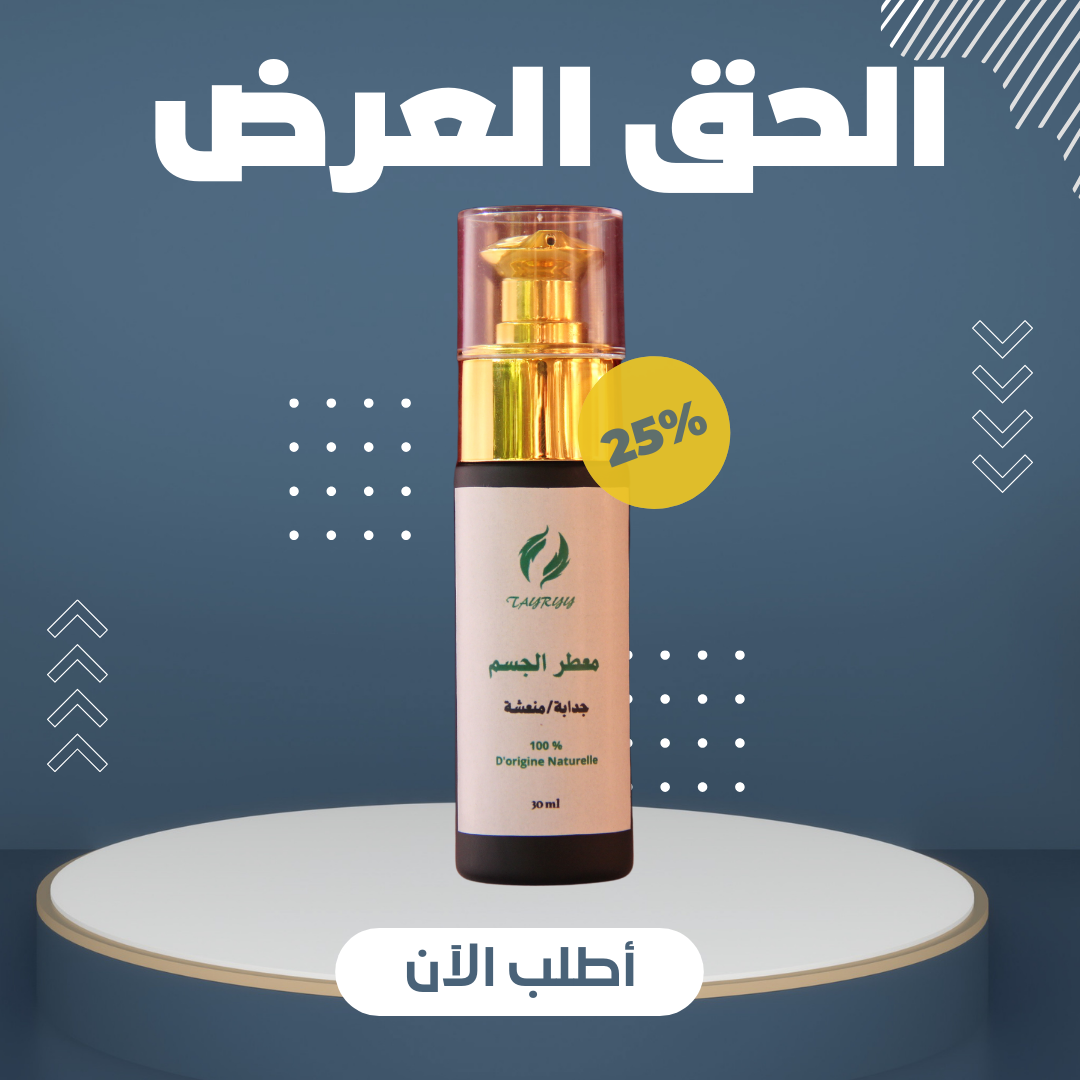 الحق العرض
25%
TAYRIYY
معطر الجسم
جدابة/منعشة
100 %
D'origine Naturelle
30 ml
أطلب الآن